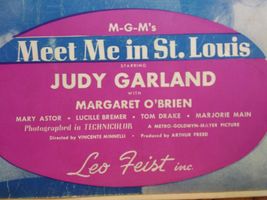 M-G-M's
Meet Me in St. Louis
STARRING
JUDY GARLAND
WITH
MARGARET O'BRIEN
MARY ASTOR • LUCILLE BREMER • TOM DRAKE • MARJORIE MAIN
Photographed in TECHNICOLOR A METRO-GOLDWYN-MAYER PICTURE
Directed by VINCENTE MINNELLI Produced by ARTHUR FREED
Leo Feist inc.